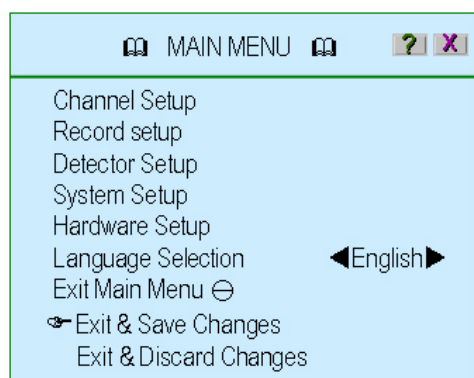 MAIN MENU ? X
Channel Setup
Record setup
Detector Setup
System Setup
Hardware Setup
Language Selection ◀English▶
Exit Main Menu ⊖
Exit & Save Changes
Exit & Discard Changes